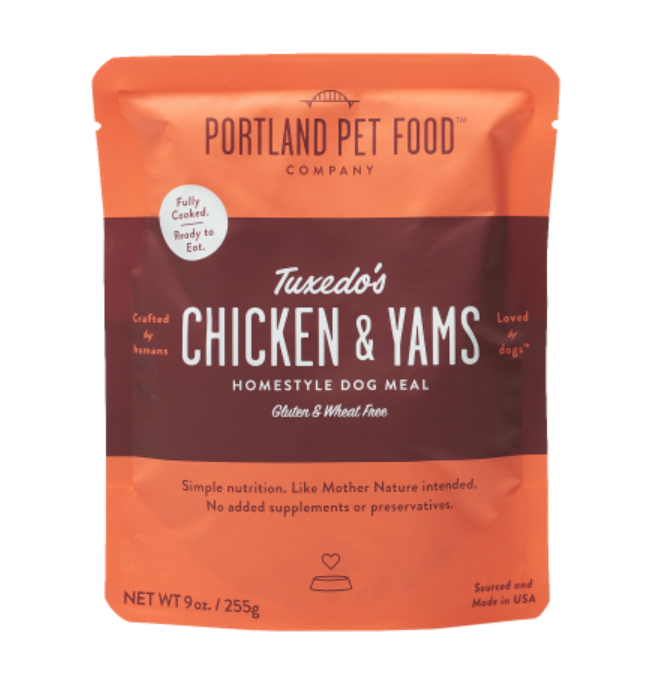 PORTLAND PET FOOD™
COMPANY
Fully
Cooked.
Ready to
Eat.
Tuxedo's
Crafted
by
humans
CHICKEN & YAMS
Loved
by
dogs™
HOMESTYLE DOG MEAL
Gluten & Wheat Free
Simple nutrition. Like Mother Nature intended.
No added supplements or preservatives.
NET WT 9 oz. / 255g
Sourced and
Made in USA